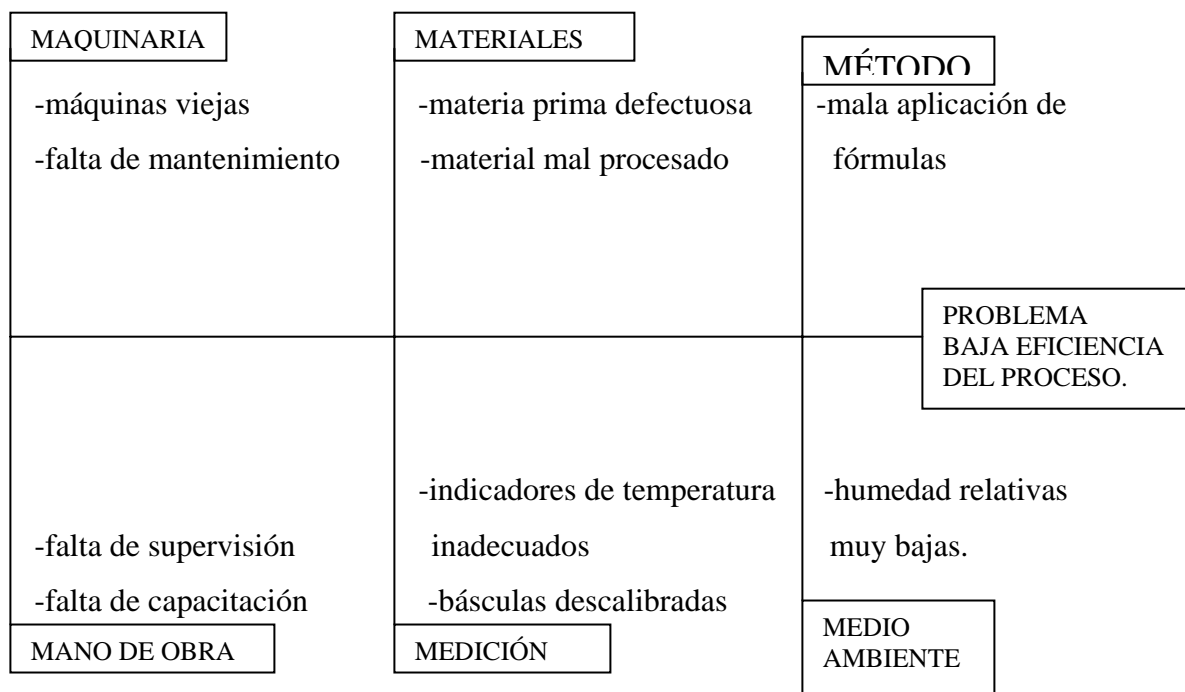 MAQUINARIA
-máquinas viejas
-falta de mantenimiento
MATERIALES
-materia prima defectuosa
-material mal procesado
MÉTODO
-mala aplicación de
fórmulas
PROBLEMA
BAJA EFICIENCIA
DEL PROCESO.
-falta de supervisión
-falta de capacitación
MANO DE OBRA
-indicadores de temperatura
inadecuados
-básculas descalibradas
MEDICIÓN
-humedad relativas
muy bajas.
MEDIO
AMBIENTE